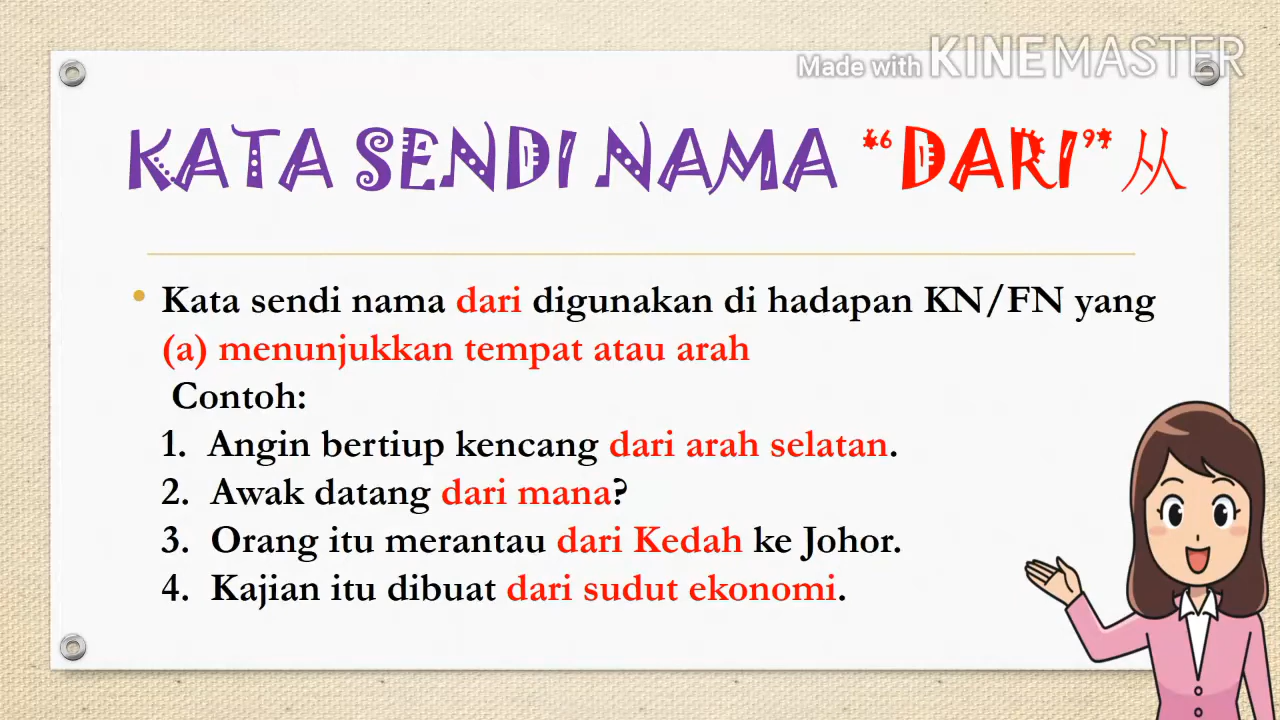 Made with KINEMASTER
KATA SENDI NAMA “DARI” 从
• Kata sendi nama dari digunakan di hadapan KN/FN yang
(a) menunjukkan tempat atau arah
Contoh:
1. Angin bertiup kencang dari arah selatan.
2. Awak datang dari mana?
3. Orang itu merantau dari Kedah ke Johor.
4. Kajian itu dibuat dari sudut ekonomi.